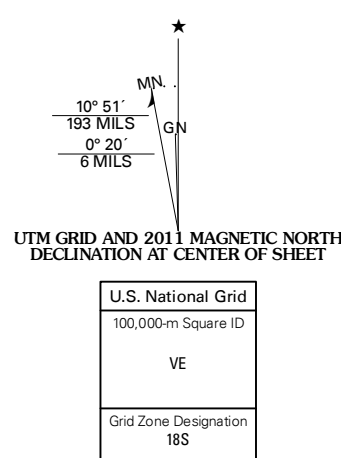 ★
MN
10° 51´
193 MILS
GN
0° 20´
6 MILS
UTM GRID AND 2011 MAGNETIC NORTH
DECLINATION AT CENTER OF SHEET
U.S. National Grid
100,000-m Square ID
VE
Grid Zone Designation
18S